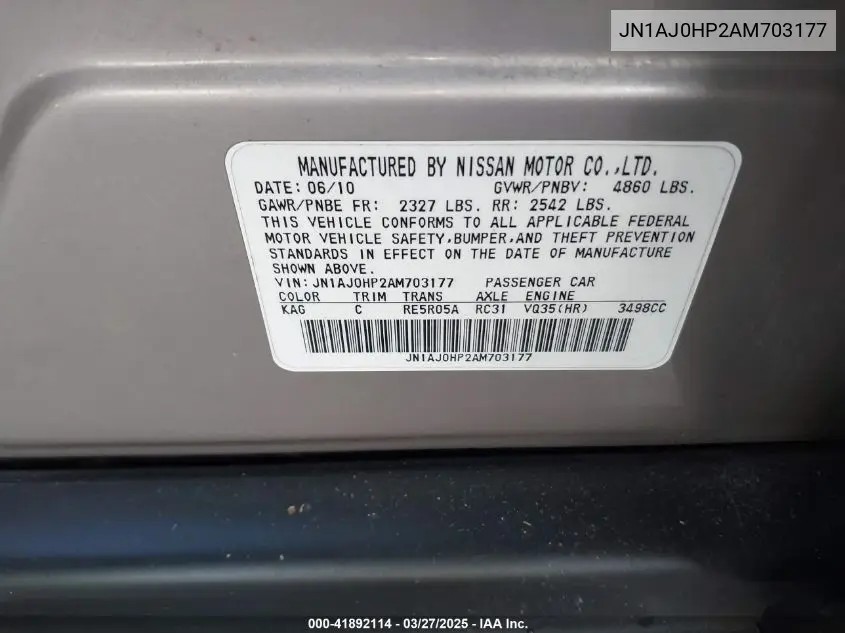 JN1AJ0HP2AM703177
MANUFACTURED BY NISSAN MOTOR CO.,LTD.
DATE: 06/10 GVWR/PNBV: 4860 LBS.
GAWR/PNBE FR: 2327 LBS. RR: 2542 LBS.
THIS VEHICLE CONFORMS TO ALL APPLICABLE FEDERAL
MOTOR VEHICLE SAFETY,BUMPER,AND THEFT PREVENTION
STANDARDS IN EFFECT ON THE DATE OF MANUFACTURE
SHOWN ABOVE.
VIN:JN1AJ0HP2AM703177 PASSENGER CAR
COLOR TRIM TRANS AXLE ENGINE
KAG C RE5R05A RC31 VQ35(HR) 3498CC
JN1AJ0HP2AM703177
000-41892114 - 03/27/2025 - IAA Inc.